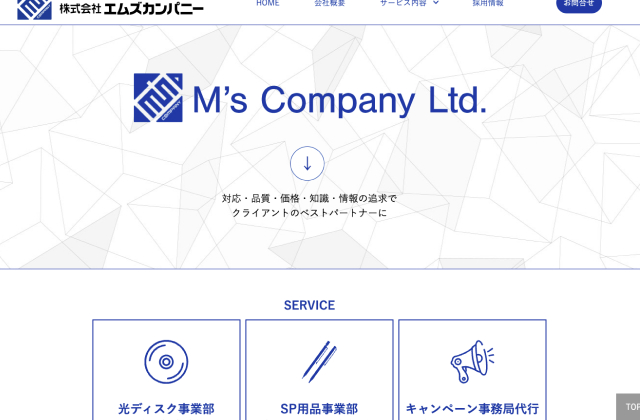 株式会社 エムズカンパニー
HOME 会社概要 サービス内容 採用情報 お問合せ
M's Company Ltd.
対応・品質・価格・知識・情報の追求で
クライアントのベストパートナーに
SERVICE
光ディスク事業部 SP用品事業部 キャンペーン事務局代行
TOP